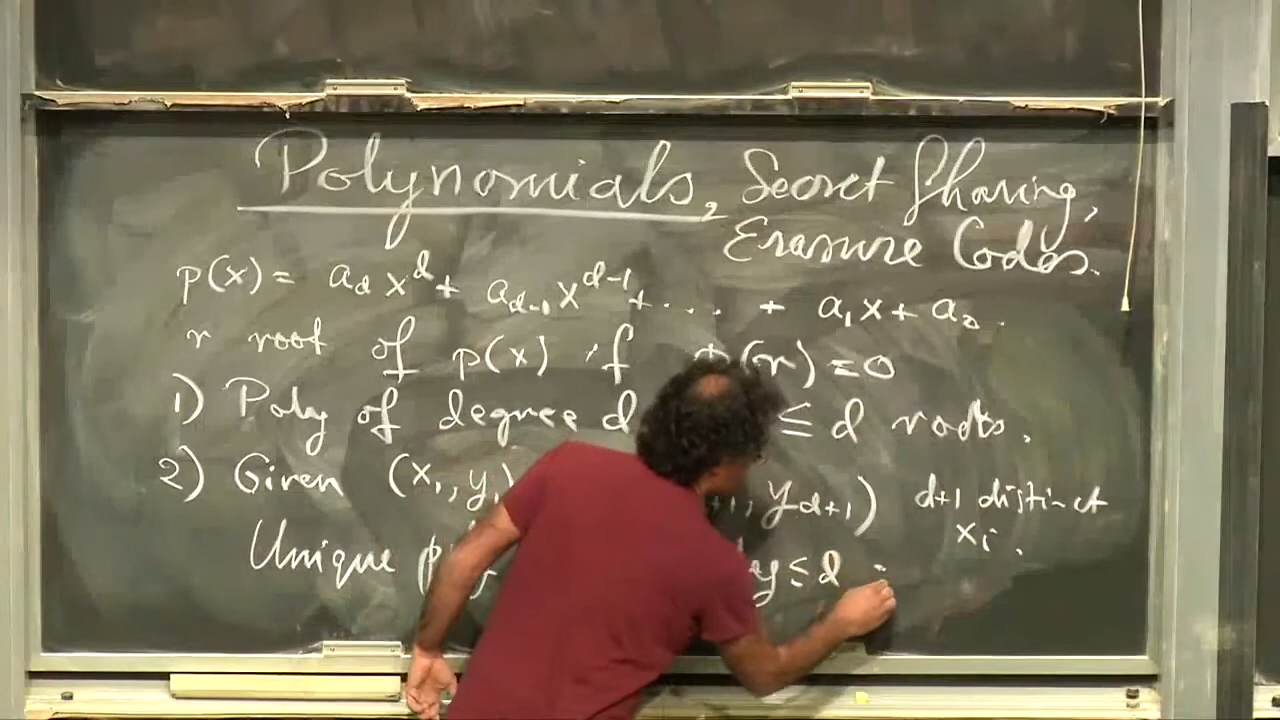 Polynomials, Secret Sharing,
Erasure Codes.
p(x) = a_d x^d + a_{d-1} x^{d-1} + .... + a_1 x + a_0.
r root of p(x) if p(r) = 0
1) Poly of degree d ≤ d roots.
2) Given (x_1, y_1) +1, y_{d+1}) d+1 distinct
x_i.
Unique ≤ d :